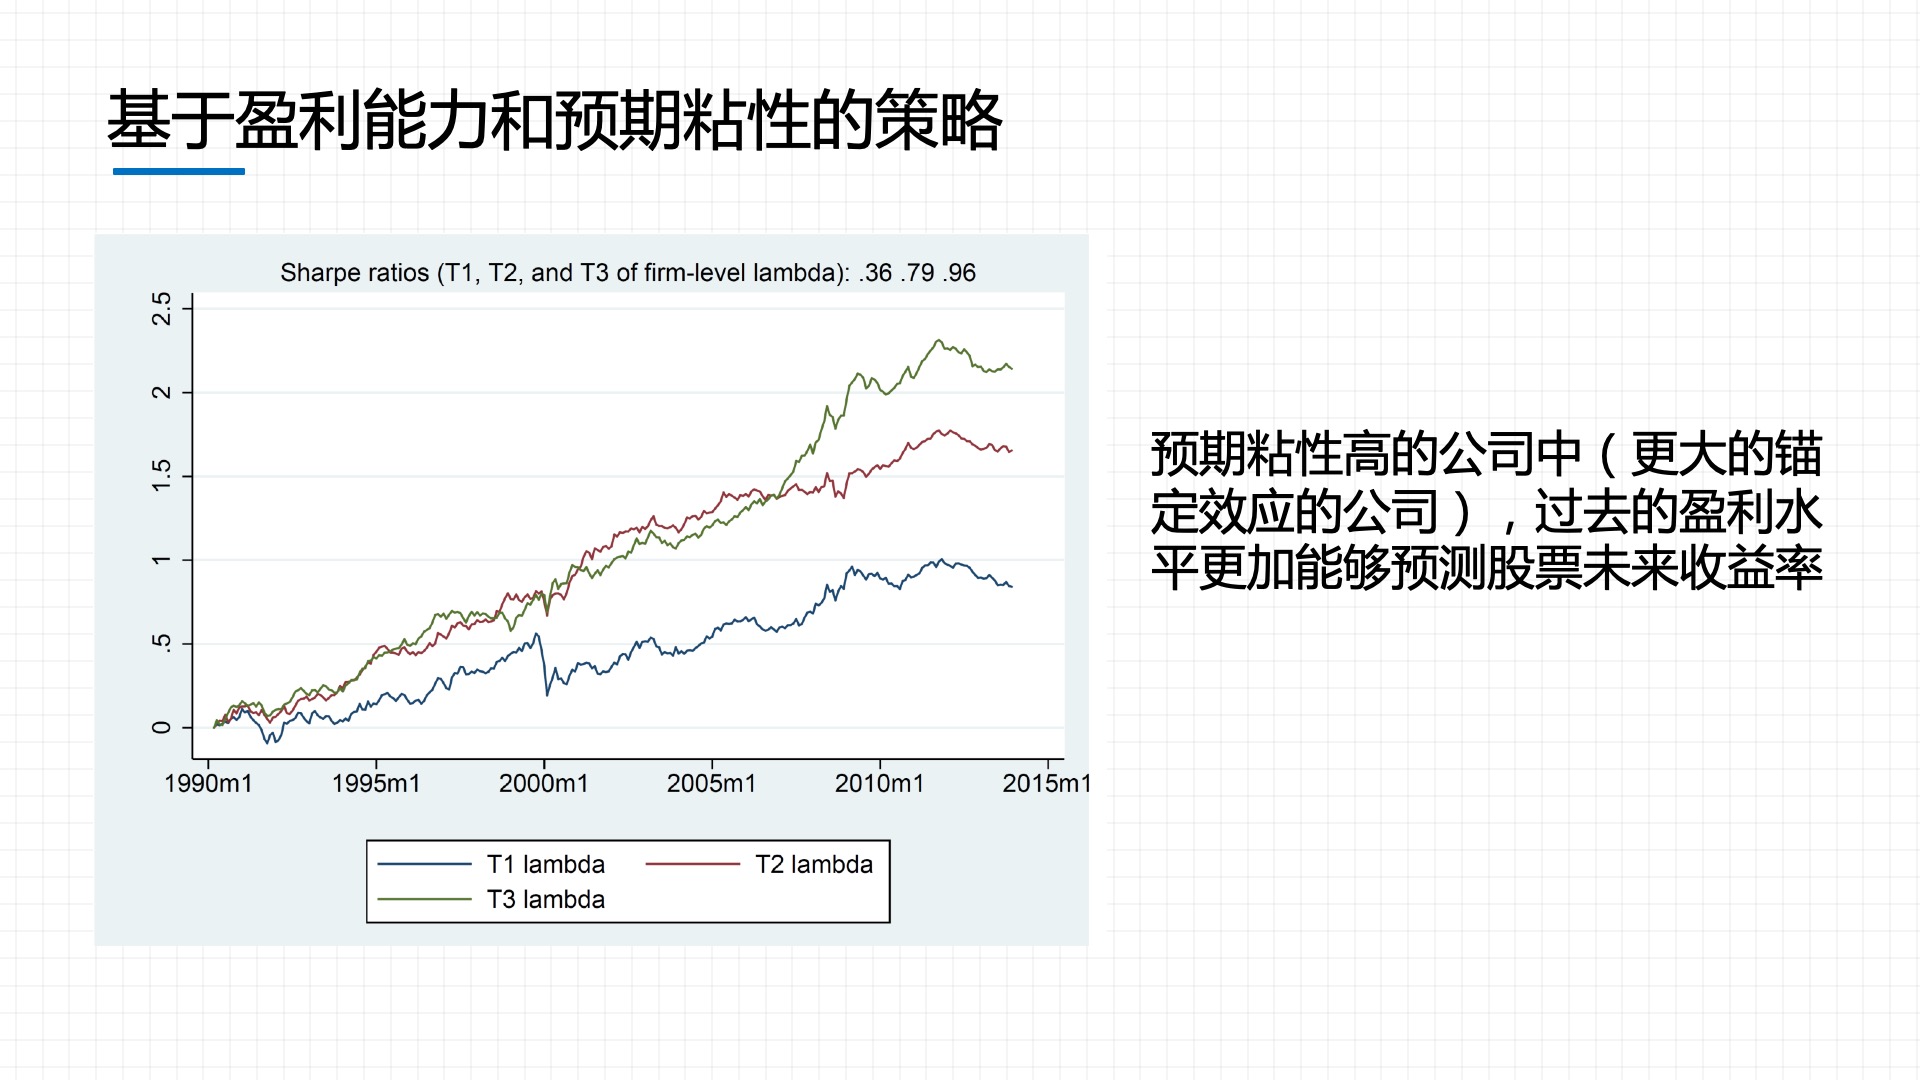 基于盈利能力和预期粘性的策略
Sharpe ratios (T1, T2, and T3 of firm-level lambda): .36 .79 .96
2.5
2
1.5
1
.5
0
1990m1 1995m1 2000m1 2005m1 2010m1 2015m1
T1 lambda T2 lambda
T3 lambda
预期粘性高的公司中（更大的锚
定效应的公司），过去的盈利水
平更加能够预测股票未来收益率